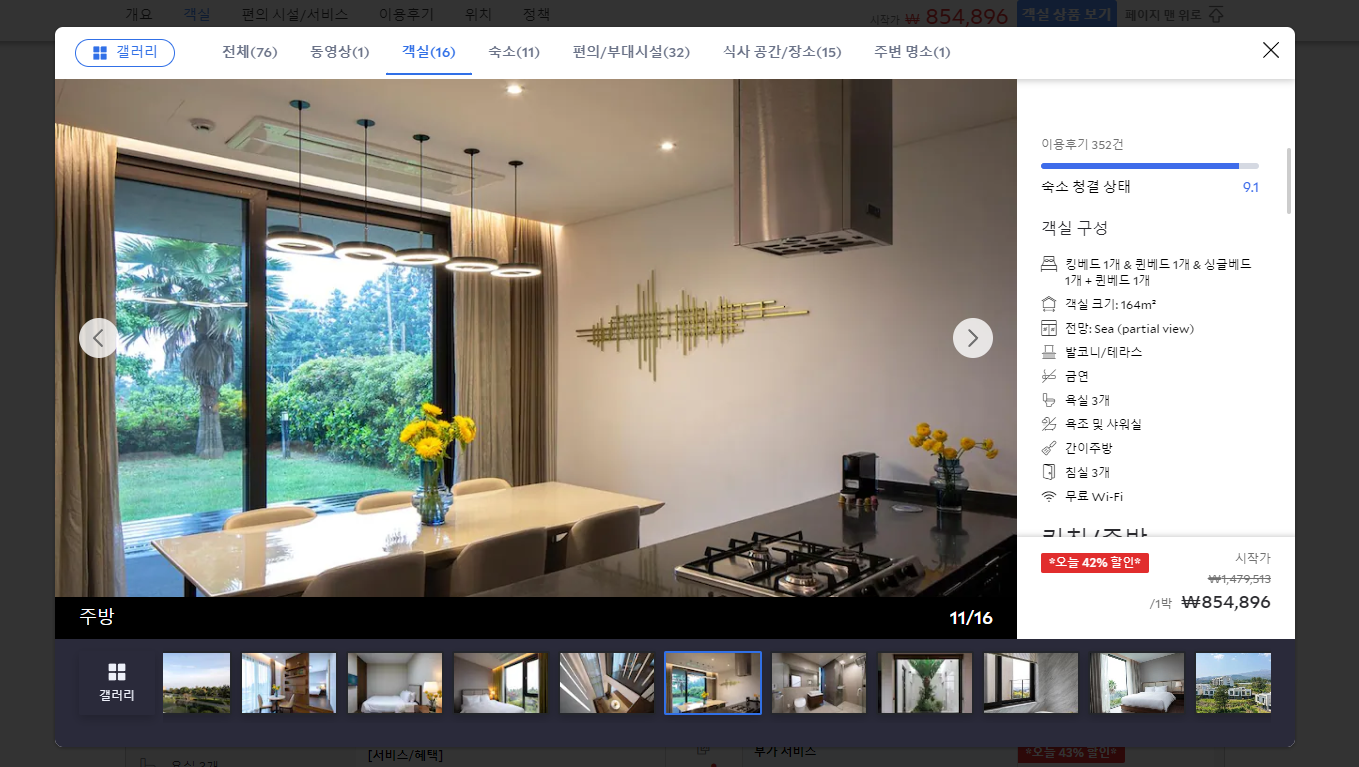 개요 객실 편의 시설/서비스 이용후기 위치 정책
시작가 ₩ 854,896 객실 상품 보기 페이지 맨 위로
갤러리 전체(76) 동영상(1) 객실(16) 숙소(11) 편의/부대시설(32) 식사 공간/장소(15) 주변 명소(1)
이용후기 352건
숙소 청결 상태 9.1
객실 구성
킹베드 1개 & 퀸베드 1개 & 싱글베드
1개 + 퀸베드 1개
객실 크기: 164m²
전망: Sea (partial view)
발코니/테라스
금연
욕실 3개
욕조 및 샤워실
간이주방
침실 3개
무료 Wi-Fi
키친/주방
*오늘 42% 할인* 시작가
₩1,479,513
/1박 ₩854,896
주방 11/16
갤러리
욕실 2개 [서비스/혜택] 부가 서비스 *오늘 43% 할인*